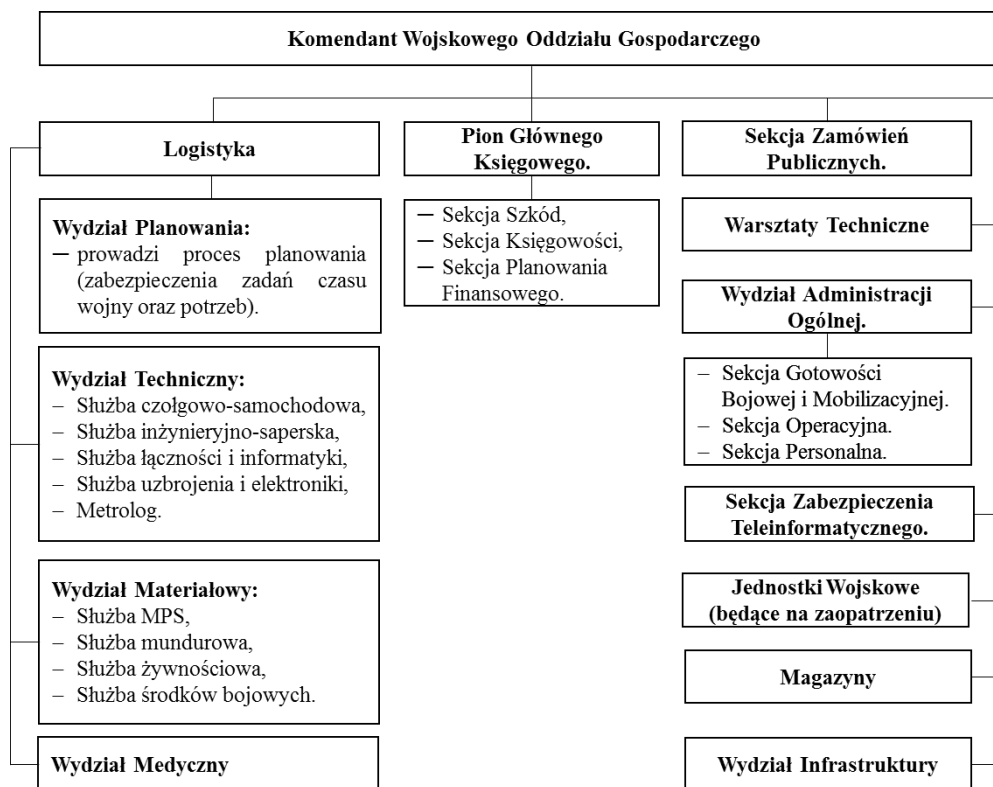 Komendant Wojskowego Oddziału Gospodarczego
Logistyka
Wydział Planowania:
— prowadzi proces planowania
(zabezpieczenia zadań czasu
wojny oraz potrzeb).
Wydział Techniczny:
– Służba czołgowo-samochodowa,
– Służba inżynieryjno-saperska,
– Służba łączności i informatyki,
– Służba uzbrojenia i elektroniki,
– Metrolog.
Wydział Materiałowy:
– Służba MPS,
– Służba mundurowa,
– Służba żywnościowa,
– Służba środków bojowych.
Wydział Medyczny
Pion Głównego
Księgowego.
— Sekcja Szkód,
— Sekcja Księgowości,
— Sekcja Planowania
Finansowego.
Sekcja Zamówień
Publicznych.
Warsztaty Techniczne
Wydział Administracji
Ogólnej.
– Sekcja Gotowości
Bojowej i Mobilizacyjnej.
– Sekcja Operacyjna.
– Sekcja Personalna.
Sekcja Zabezpieczenia
Teleinformatycznego.
Jednostki Wojskowe
(będące na zaopatrzeniu)
Magazyny
Wydział Infrastruktury